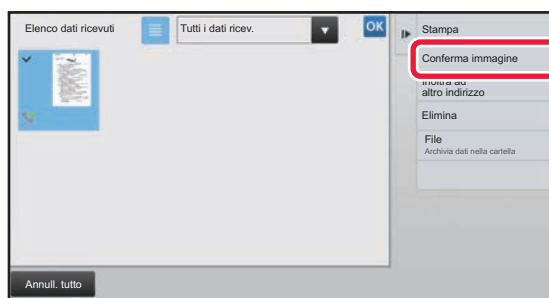 Elenco dati ricevuti
Tutti i dati ricev.
OK
Stampa
Conferma immagine
Inoltra ad
altro indirizzo
Elimina
File
Archivia dati nella cartella
Annull. tutto